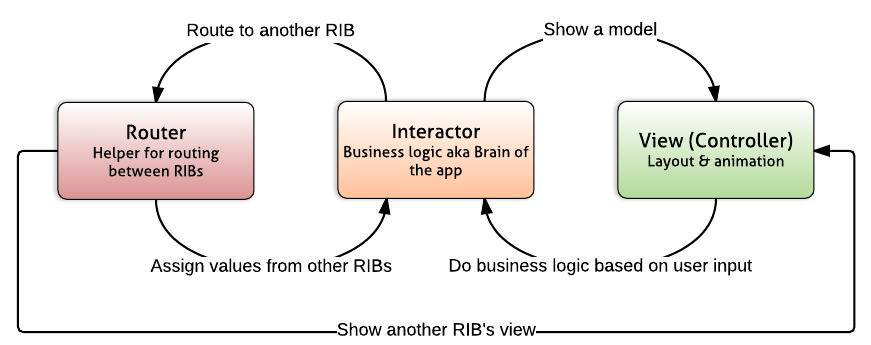 Route to another RIB
Show a model
Router
Helper for routing
between RIBs
Interactor
Business logic aka Brain of
the app
View (Controller)
Layout & animation
Assign values from other RIBs
Do business logic based on user input
Show another RIB's view